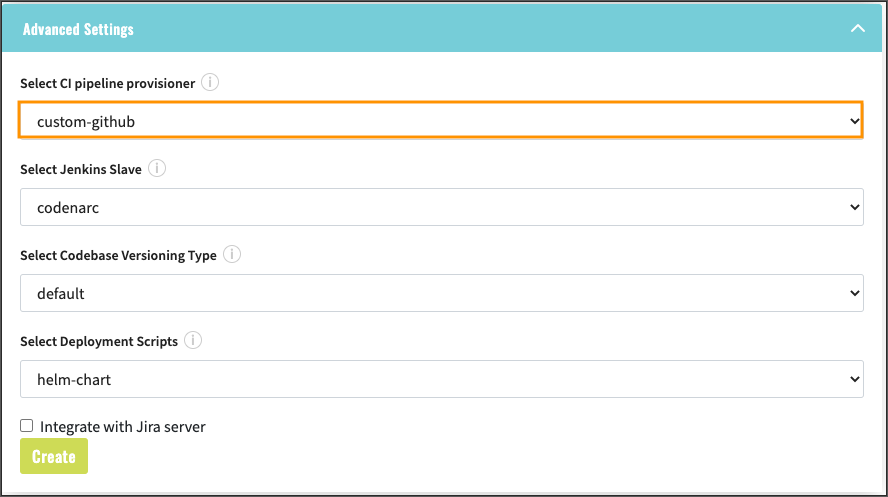 Advanced Settings
Select CI pipeline provisioner
custom-github
Select Jenkins Slave
codenarc
Select Codebase Versioning Type
default
Select Deployment Scripts
helm-chart
Integrate with Jira server
Create